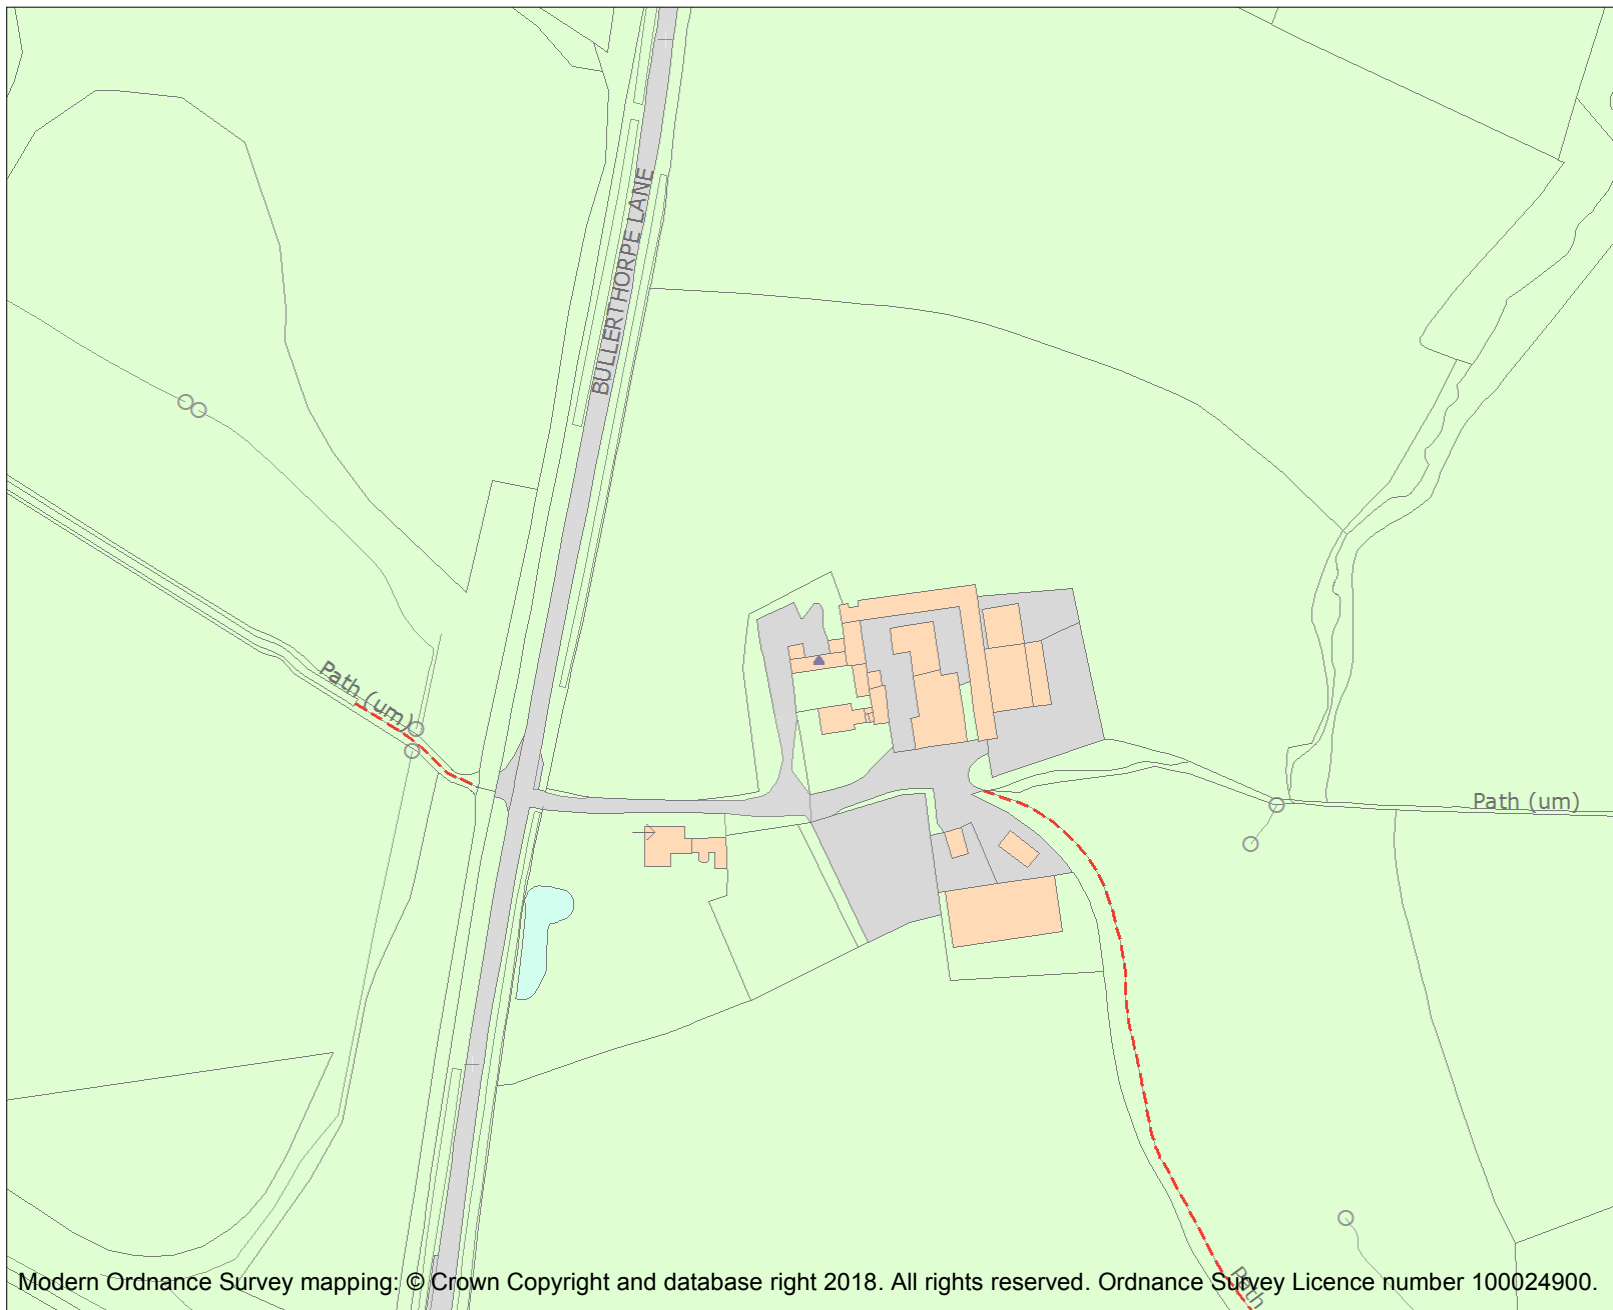 BULLERTHORPE LANE
Path (um)
Path (um)
Path
Modern Ordnance Survey mapping: © Crown Copyright and database right 2018. All rights reserved. Ordnance Survey Licence number 100024900.